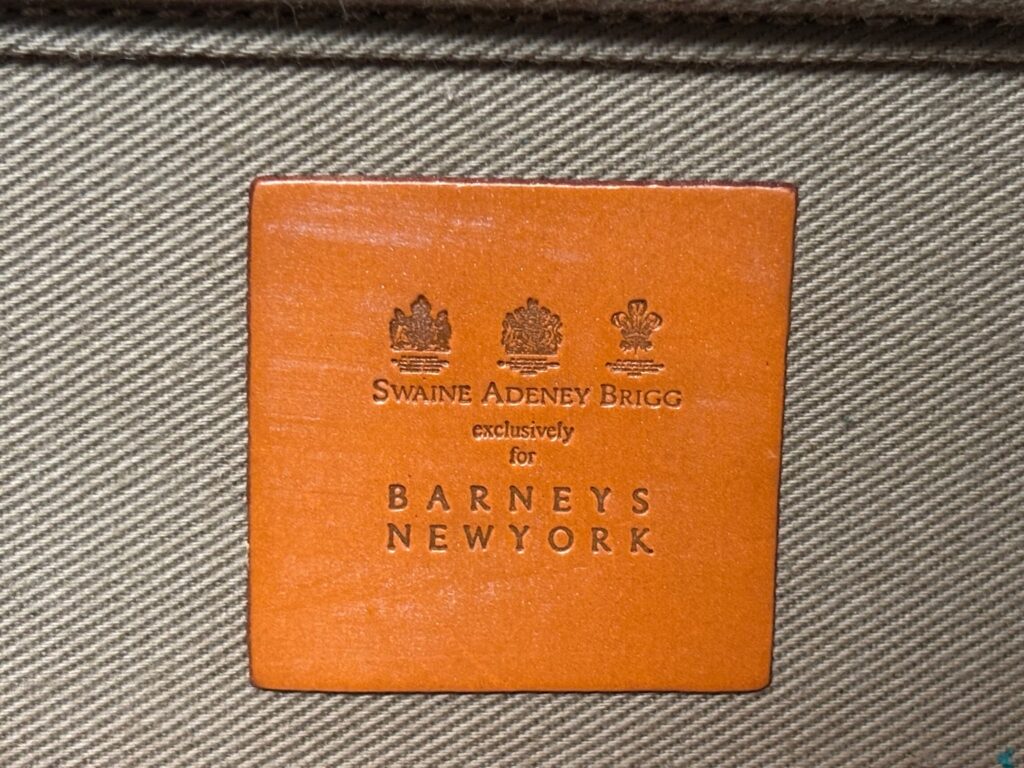 SWAINE ADENEY BRIGG
exclusively
for
BARNEYS
NEWYORK